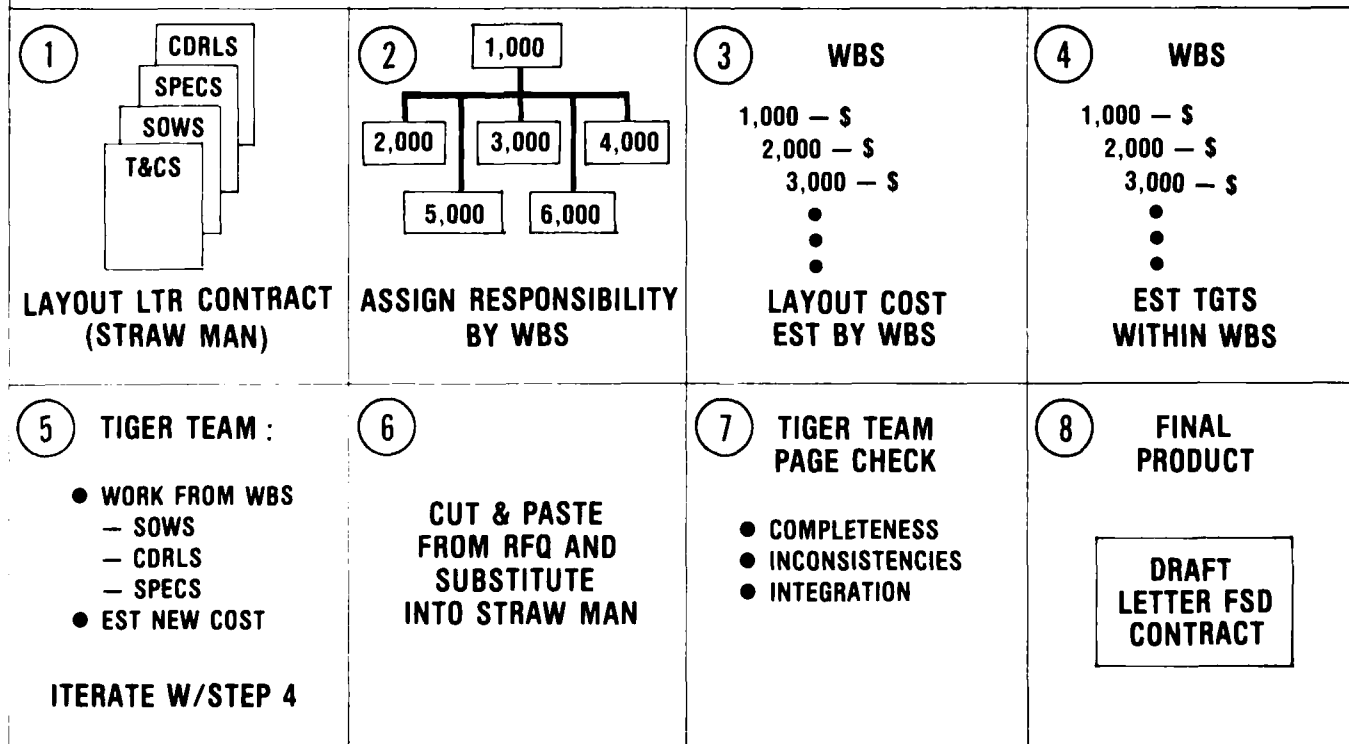 1
CDRLS
SPECS
SOWS
T&CS
LAYOUT LTR CONTRACT
(STRAW MAN)
2
1,000
2,000
3,000
4,000
5,000
6,000
ASSIGN RESPONSIBILITY
BY WBS
3
WBS
1,000 — $
2,000 — $
3,000 — $
LAYOUT COST
EST BY WBS
4
WBS
1,000 — $
2,000 — $
3,000 — $
EST TGTS
WITHIN WBS
5
TIGER TEAM :
● WORK FROM WBS
— SOWS
— CDRLS
— SPECS
● EST NEW COST
ITERATE W/STEP 4
6
CUT & PASTE
FROM RFQ AND
SUBSTITUTE
INTO STRAW MAN
7
TIGER TEAM
PAGE CHECK
● COMPLETENESS
● INCONSISTENCIES
● INTEGRATION
8
FINAL
PRODUCT
DRAFT
LETTER FSD
CONTRACT